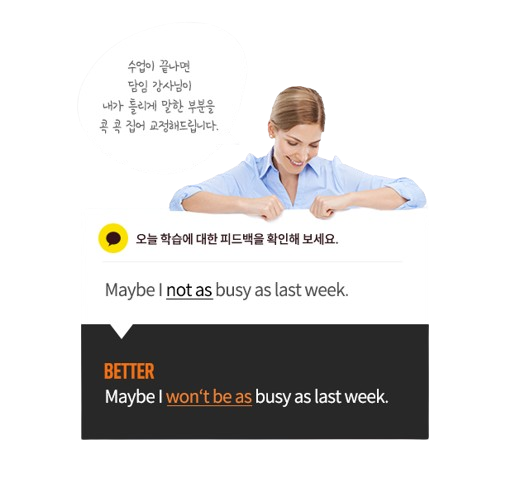 수업이 끝나면
담임 강사님이
내가 틀리게 말한 부분을
콕 콕 집어 교정해드립니다.
오늘 학습에 대한 피드백을 확인해 보세요.
Maybe I not as busy as last week.
BETTER
Maybe I won‘t be as busy as last week.